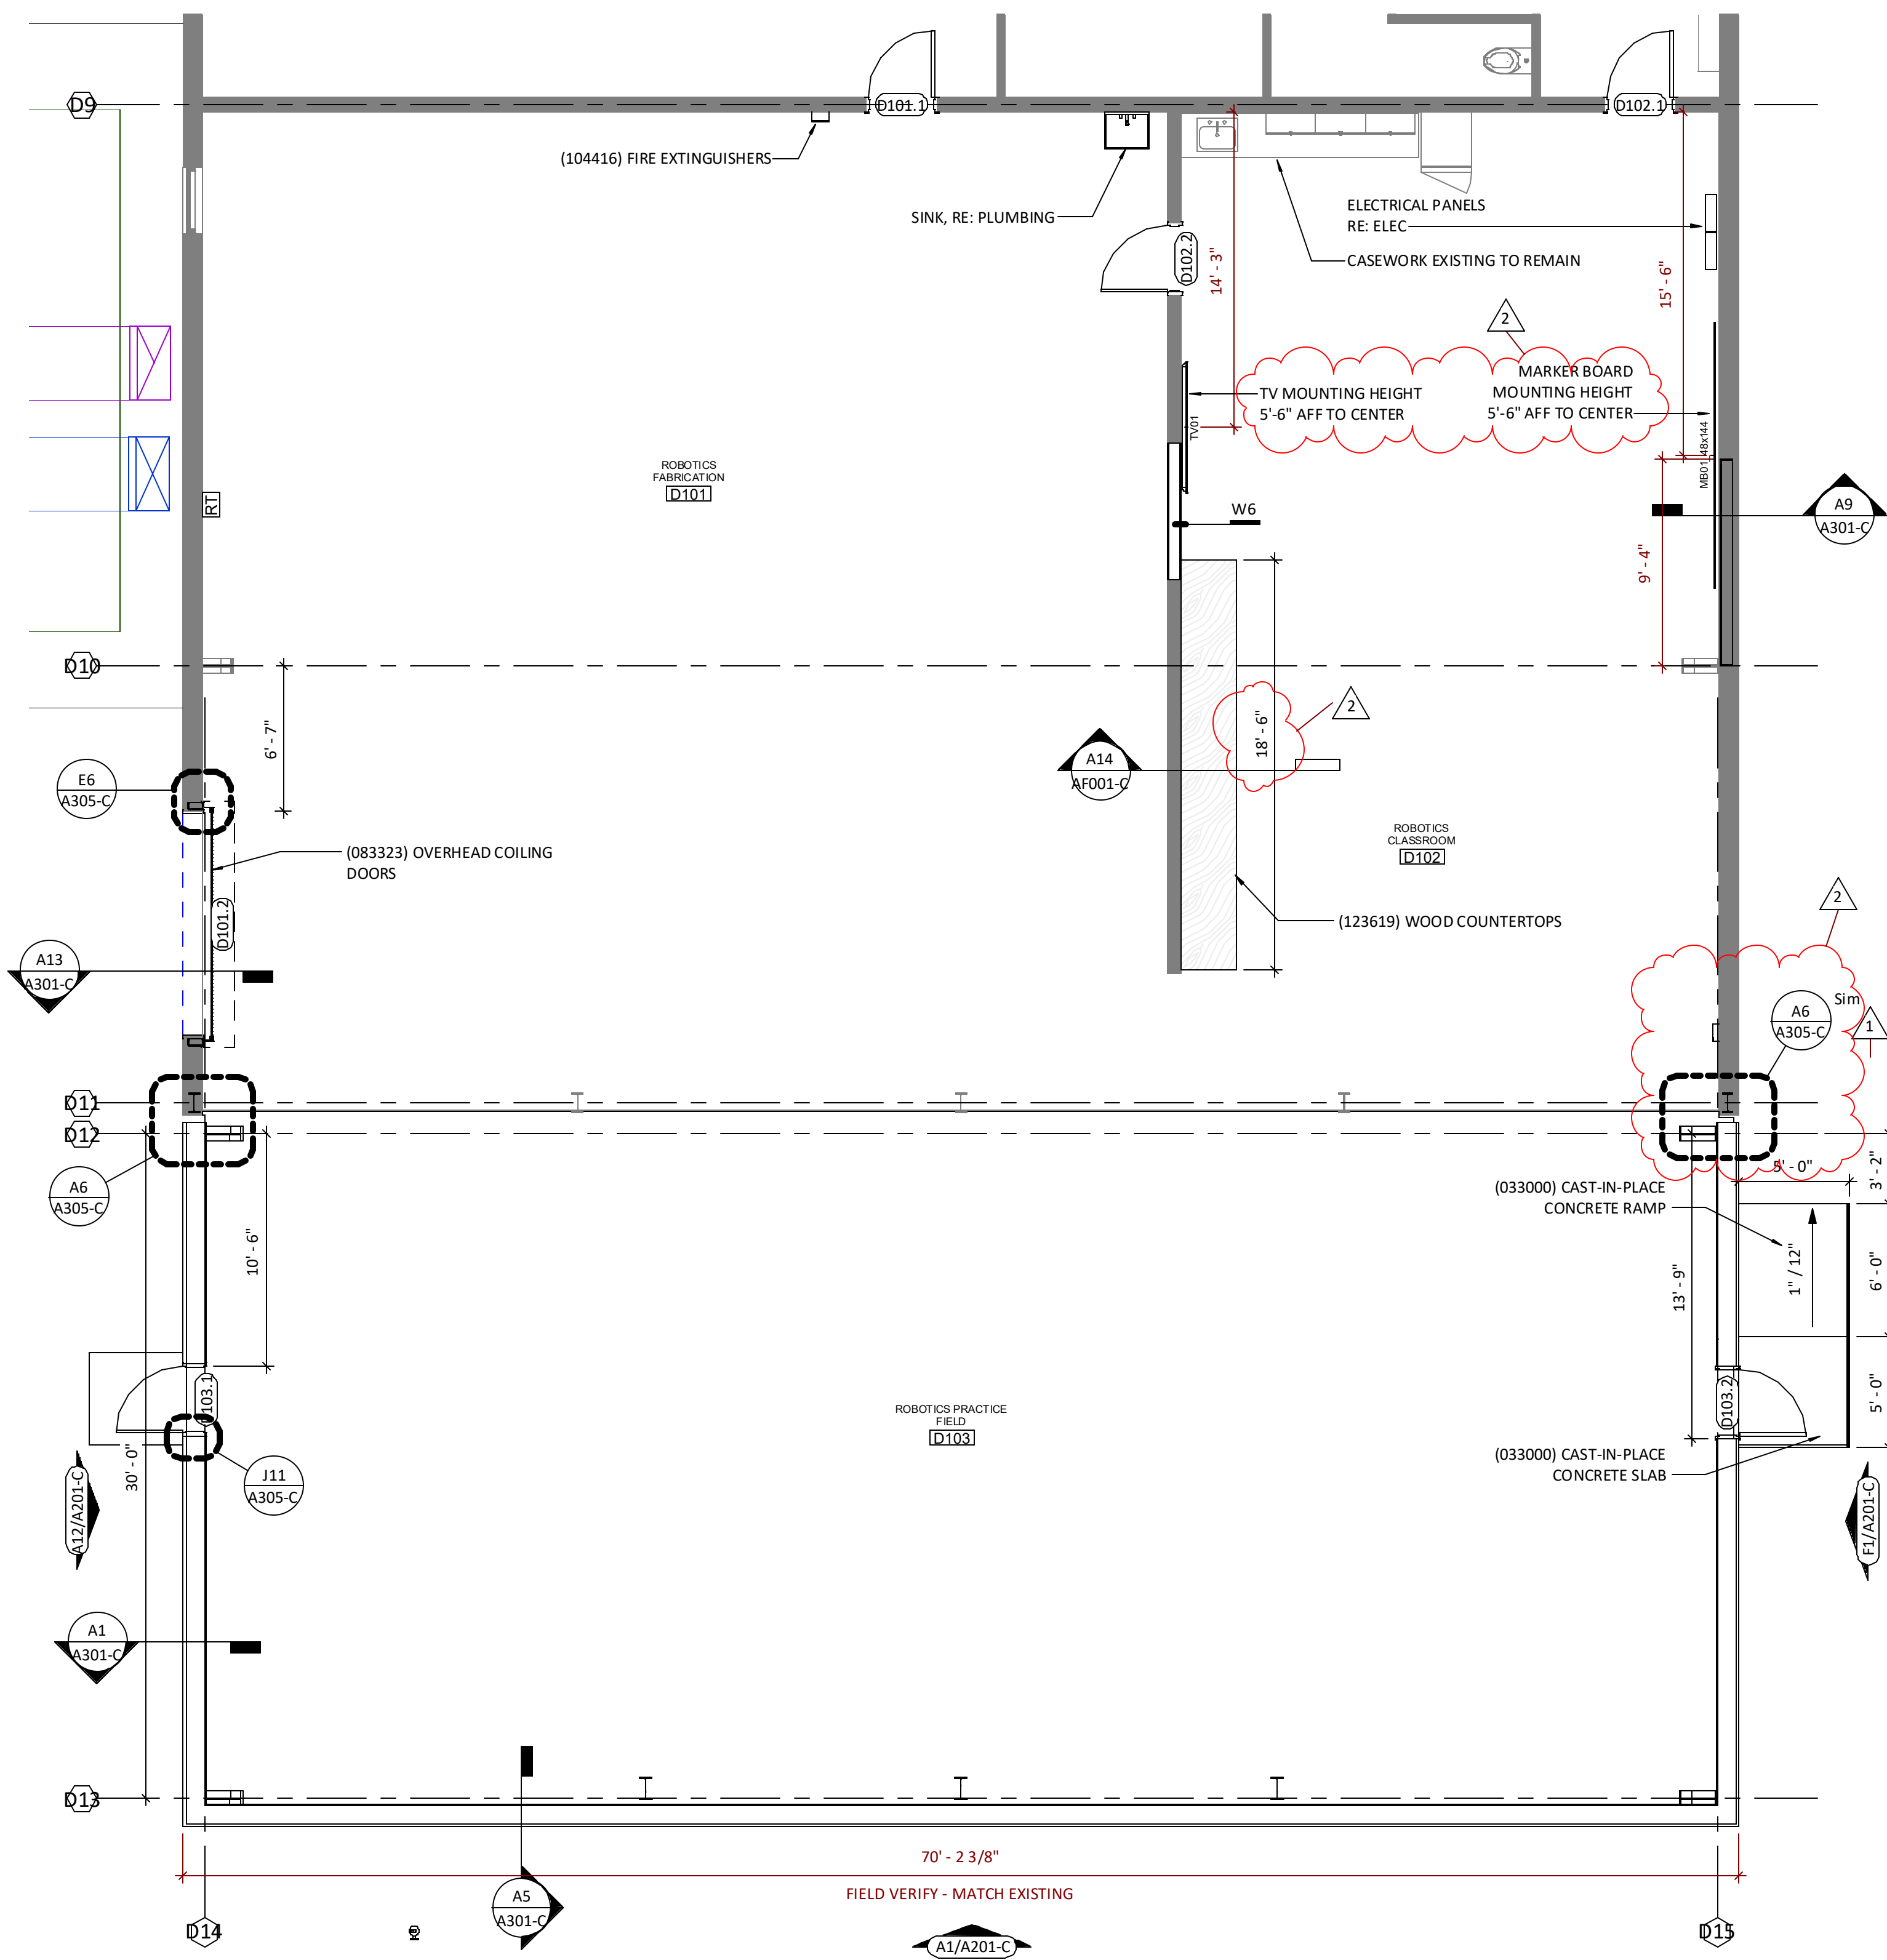 D9
D101.1
D102.1
(104416) FIRE EXTINGUISHERS
SINK, RE: PLUMBING
ELECTRICAL PANELS
RE: ELEC
CASEWORK EXISTING TO REMAIN
D102.2
14' - 3"
15' - 6"
2
TV MOUNTING HEIGHT
5'-6" AFF TO CENTER
MARKER BOARD
MOUNTING HEIGHT
5'-6" AFF TO CENTER
TV01
MB01 48x144
ROBOTICS
FABRICATION
D101
RT
W6
A9
A301-C
9' - 4"
D10
6' - 7"
18' - 6"
2
A14
AF001-C
E6
A305-C
(083323) OVERHEAD COILING
DOORS
ROBOTICS
CLASSROOM
D102
D101.2
(123619) WOOD COUNTERTOPS
2
A13
A301-C
Sim
A6
A305-C
1
D11
D12
A6
A305-C
5' - 0"
3' - 2"
(033000) CAST-IN-PLACE
CONCRETE RAMP
10' - 6"
13' - 9"
1" / 12"
6' - 0"
D103.1
D103.2
5' - 0"
ROBOTICS PRACTICE
FIELD
D103
30' - 0"
(033000) CAST-IN-PLACE
CONCRETE SLAB
J11
A305-C
A12/A201-C
F1/A201-C
A1
A301-C
D13
70' - 2 3/8"
FIELD VERIFY - MATCH EXISTING
A5
A301-C
D14
D15
A1/A201-C